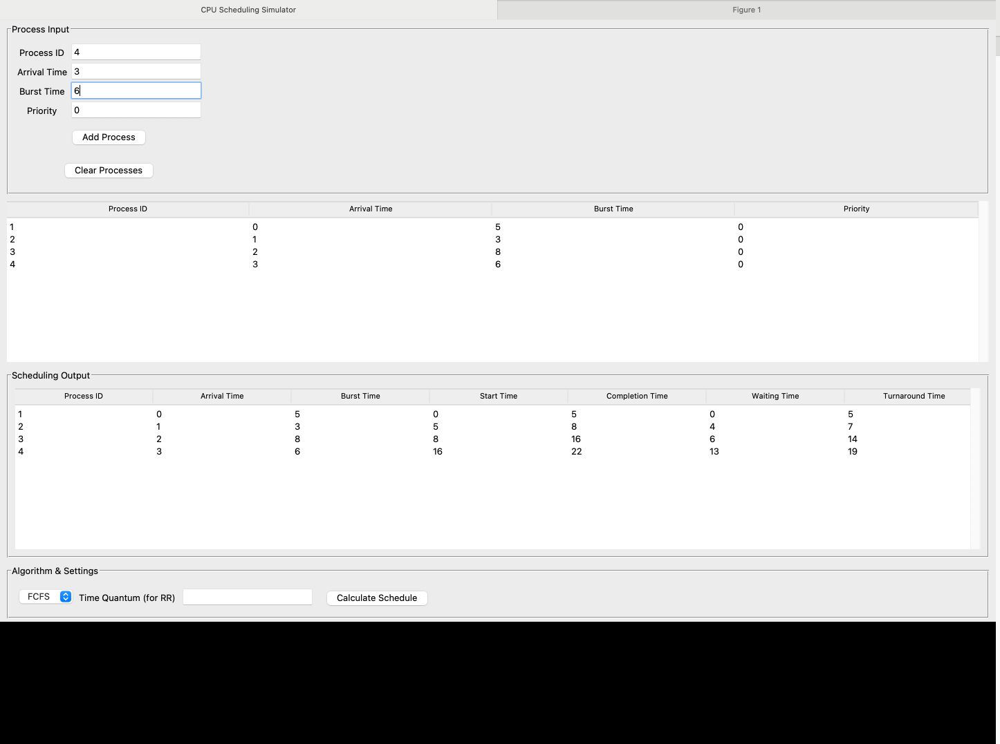 CPU Scheduling Simulator Figure 1
Process Input
Process ID 4
Arrival Time 3
Burst Time 6
Priority 0
Add Process
Clear Processes
Process ID Arrival Time Burst Time Priority
1 0 5 0
2 1 3 0
3 2 8 0
4 3 6 0
Scheduling Output
Process ID Arrival Time Burst Time Start Time Completion Time Waiting Time Turnaround Time
1 0 5 0 5 0 5
2 1 3 5 8 4 7
3 2 8 8 16 6 14
4 3 6 16 22 13 19
Algorithm & Settings
FCFS Time Quantum (for RR) Calculate Schedule